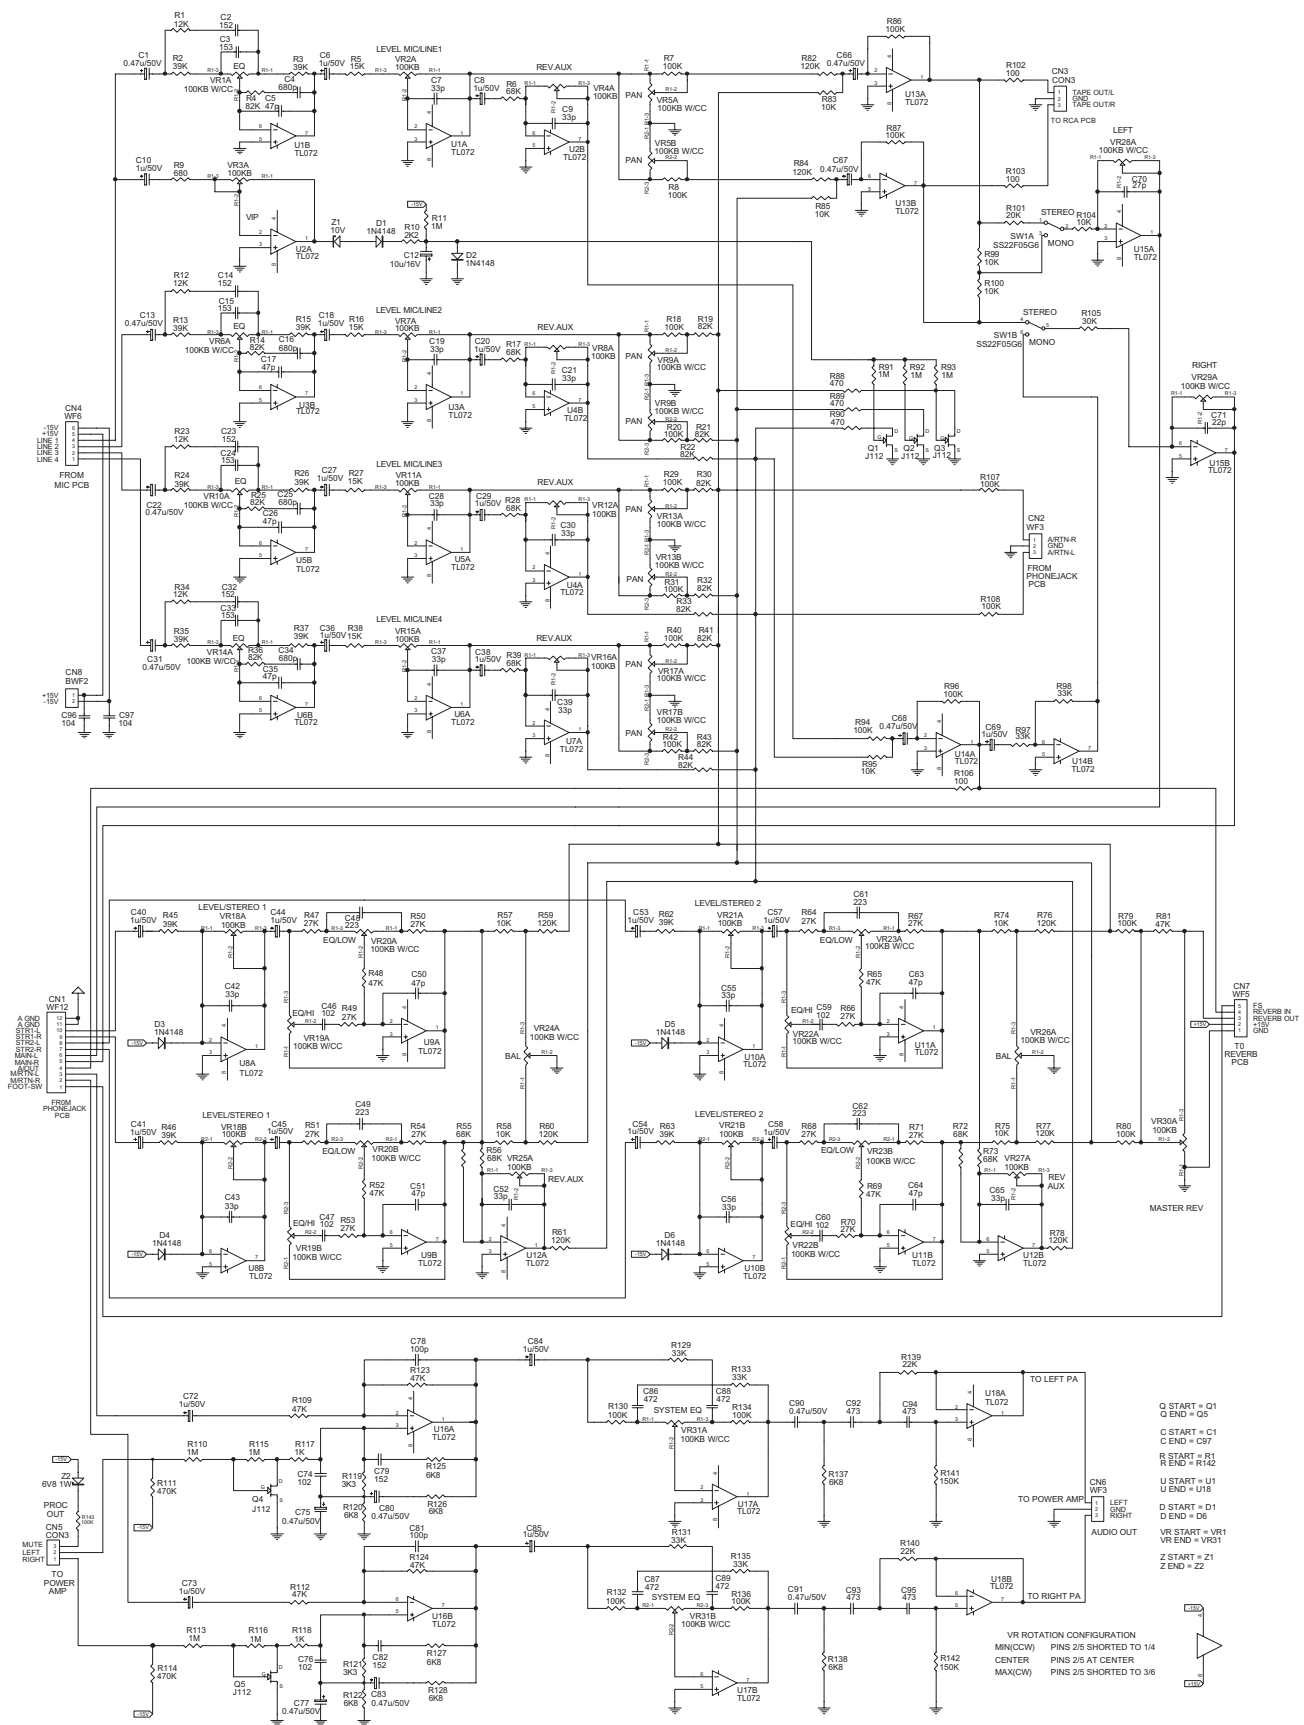 R1
12K
C2
152
C3
153
C1
0.47u/50V
R2
39K
EQ
VR1A
100KB W/CC
R3
39K
C4
680p
R4
82K
C5
47p
U1B
TL072
C6
1u/50V
R5
15K
LEVEL MIC/LINE1
VR2A
100KB
C7
33p
U1A
TL072
C8
1u/50V
R6
68K
REV.AUX
VR4A
100KB
C9
33p
U2B
TL072
R7
100K
PAN
VR5A
100KB W/CC
VR5B
100KB W/CC
PAN
R8
100K
R82
120K
C66
0.47u/50V
R83
10K
R86
100K
U13A
TL072
R87
100K
R84
120K
C67
0.47u/50V
R85
10K
U13B
TL072
R102
100
CN3
CON3
TAPE OUT/L
GND
TAPE OUT/R
TO RCA PCB
R103
100
LEFT
VR28A
100KB W/CC
C70
27p
R101
20K
STEREO
R104
10K
SW1A
SS22F05G6
MONO
U15A
TL072
R99
10K
R100
10K
C10
1u/50V
R9
680
VR3A
100KB
VIP
U2A
TL072
Z1
10V
D1
1N4148
R10
2K2
-15V
R11
1M
C12
10u/16V
D2
1N4148
R12
12K
C14
152
C15
153
C13
0.47u/50V
R13
39K
EQ
VR6A
100KB W/CC
R15
39K
C16
680p
R14
82K
C17
47p
U3B
TL072
C18
1u/50V
R16
15K
LEVEL MIC/LINE2
VR7A
100KB
C19
33p
U3A
TL072
C20
1u/50V
R17
68K
REV.AUX
VR8A
100KB
C21
33p
U4B
TL072
R18
100K
R19
82K
PAN
VR9A
100KB W/CC
VR9B
100KB W/CC
PAN
R20
100K
R21
82K
R22
82K
R88
470
R89
470
R90
470
R91
1M
R92
1M
R93
1M
Q1
J112
Q2
J112
Q3
J112
STEREO
SW1B
SS22F05G6
MONO
R105
30K
RIGHT
VR29A
100KB W/CC
C71
22p
U15B
TL072
CN4
WF6
-15V
+15V
LINE 1
LINE 2
LINE 3
LINE 4
FROM
MIC PCB
R23
12K
C23
152
C24
153
C22
0.47u/50V
R24
39K
EQ
VR10A
100KB W/CC
R26
39K
C25
680p
R25
82K
C26
47p
U5B
TL072
C27
1u/50V
R27
15K
LEVEL MIC/LINE3
VR11A
100KB
C28
33p
U5A
TL072
C29
1u/50V
R28
68K
REV.AUX
VR12A
100KB
C30
33p
U4A
TL072
R29
100K
R30
82K
PAN
VR13A
100KB W/CC
VR13B
100KB W/CC
PAN
R31
100K
R32
82K
R33
82K
R107
100K
CN2
WF3
A/RTN-R
GND
A/RTN-L
FROM
PHONEJACK
PCB
R108
100K
R34
12K
C32
152
C33
153
C31
0.47u/50V
R35
39K
EQ
VR14A
100KB W/CC
R37
39K
C34
680p
R36
82K
C35
47p
U6B
TL072
C36
1u/50V
R38
15K
LEVEL MIC/LINE4
VR15A
100KB
C37
33p
U6A
TL072
C38
1u/50V
R39
68K
REV.AUX
VR16A
100KB
C39
33p
U7A
TL072
R40
100K
R41
82K
PAN
VR17A
100KB W/CC
VR17B
100KB W/CC
PAN
R42
100K
R43
82K
R44
82K
CN8
BWF2
+15V
-15V
C96
104
C97
104
R94
100K
C68
0.47u/50V
R95
10K
R96
100K
U14A
TL072
R106
100
C69
1u/50V
R97
33K
R98
33K
U14B
TL072
C40
1u/50V
R45
39K
LEVEL/STEREO 1
VR18A
100KB
C42
33p
D3
1N4148
-15V
U8A
TL072
C44
1u/50V
R47
27K
C48
223
EQ/LOW
VR20A
100KB W/CC
R50
27K
R48
47K
C50
47p
EQ/HI
VR19A
100KB W/CC
C46
102
R49
27K
U9A
TL072
R57
10K
R59
120K
VR24A
100KB W/CC
BAL
C53
1u/50V
R62
39K
LEVEL/STERE0 2
VR21A
100KB
C55
33p
D5
1N4148
-15V
U10A
TL072
C57
1u/50V
R64
27K
C61
223
EQ/LOW
VR23A
100KB W/CC
R67
27K
R65
47K
C63
47p
EQ/HI
VR22A
100KB W/CC
C59
102
R66
27K
U11A
TL072
R74
10K
R76
120K
VR26A
100KB W/CC
BAL
R79
100K
R81
47K
CN7
WF5
FS
REVERB IN
REVERB OUT
+15V
GND
+15V
T0
REVERB
PCB
CN1
WF12
A GND
A GND
STR1-L
STR1-R
STR2-L
STR2-R
MAIN-L
MAIN-R
A/OUT
M/RTN-L
M/RTN-R
FOOT-SW
FR0M
PHONEJACK
PCB
C41
1u/50V
R46
39K
LEVEL/STEREO 1
VR18B
100KB
C43
33p
D4
1N4148
-15V
U8B
TL072
C45
1u/50V
R51
27K
C49
223
EQ/LOW
VR20B
100KB W/CC
R54
27K
R52
47K
C51
47p
EQ/HI
VR19B
100KB W/CC
C47
102
R53
27K
U9B
TL072
R55
68K
R56
68K
R58
10K
R60
120K
VR25A
100KB
REV.AUX
C52
33p
U12A
TL072
R61
120K
C54
1u/50V
R63
39K
LEVEL/STEREO 2
VR21B
100KB
C56
33p
D6
1N4148
-15V
U10B
TL072
C58
1u/50V
R68
27K
C62
223
EQ/LOW
VR23B
100KB W/CC
R71
27K
R69
47K
C64
47p
EQ/HI
VR22B
100KB W/CC
C60
102
R70
27K
U11B
TL072
R72
68K
R73
68K
R75
10K
R77
120K
VR27A
100KB
REV
AUX
C65
33p
U12B
TL072
R78
120K
R80
100K
VR30A
100KB
MASTER REV
C72
1u/50V
R109
47K
C78
100p
R123
47K
U16A
TL072
C84
1u/50V
-15V
Z2
6V8 1W
PROC
OUT
R143
100K
CN5
CON3
MUTE
LEFT
RIGHT
TO
POWER
AMP
R110
1M
R111
470K
-15V
R115
1M
Q4
J112
R117
1K
C74
102
C75
0.47u/50V
R119
3K3
R120
6K8
C79
152
R125
6K8
C80
0.47u/50V
R126
6K8
R129
33K
R130
100K
C86
472
SYSTEM EQ
VR31A
100KB W/CC
C88
472
R133
33K
R134
100K
U17A
TL072
C90
0.47u/50V
R137
6K8
C92
473
C94
473
R139
22K
R141
150K
U18A
TL072
TO LEFT PA
TO POWER AMP
CN6
WF3
LEFT
GND
RIGHT
AUDIO OUT
C73
1u/50V
R112
47K
C81
100p
R124
47K
U16B
TL072
C85
1u/50V
R113
1M
R114
470K
-15V
R116
1M
Q5
J112
R118
1K
C76
102
C77
0.47u/50V
R121
3K3
R122
6K8
C82
152
R127
6K8
C83
0.47u/50V
R128
6K8
R131
33K
R132
100K
C87
472
SYSTEM EQ
VR31B
100KB W/CC
C89
472
R135
33K
R136
100K
U17B
TL072
C91
0.47u/50V
R138
6K8
C93
473
C95
473
R140
22K
R142
150K
U18B
TL072
TO RIGHT PA
Q START = Q1
Q END = Q5
C START = C1
C END = C97
R START = R1
R END = R142
U START = U1
U END = U18
D START = D1
D END = D6
VR START = VR1
VR END = VR31
Z START = Z1
Z END = Z2
VR ROTATION CONFIGURATION
MIN(CCW) PINS 2/5 SHORTED TO 1/4
CENTER PINS 2/5 AT CENTER
MAX(CW) PINS 2/5 SHORTED TO 3/6
-15V
+15V